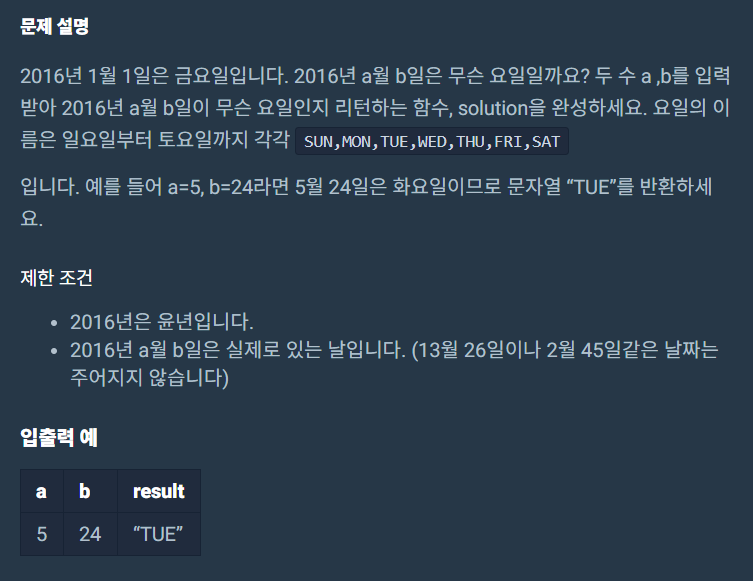 문제 설명
2016년 1월 1일은 금요일입니다. 2016년 a월 b일은 무슨 요일일까요? 두 수 a ,b를 입력
받아 2016년 a월 b일이 무슨 요일인지 리턴하는 함수, solution을 완성하세요. 요일의 이
름은 일요일부터 토요일까지 각각 SUN,MON,TUE,WED,THU,FRI,SAT
입니다. 예를 들어 a=5, b=24라면 5월 24일은 화요일이므로 문자열 “TUE”를 반환하세
요.
제한 조건
• 2016년은 윤년입니다.
• 2016년 a월 b일은 실제로 있는 날입니다. (13월 26일이나 2월 45일같은 날짜는
주어지지 않습니다)
입출력 예
a b result
5 24 “TUE”